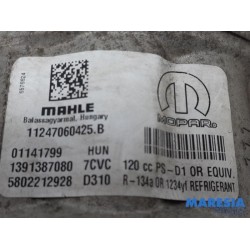 MAHLE
Balassagyarmat, Hungary
11247060425.B
01141799 HUN
1391387080 7CVC
5802212928 D310
MOPAR
120 cc PS-D1 OR EQUIV.
R-134a OR 1234yf REFRIGERANT
MARESIA